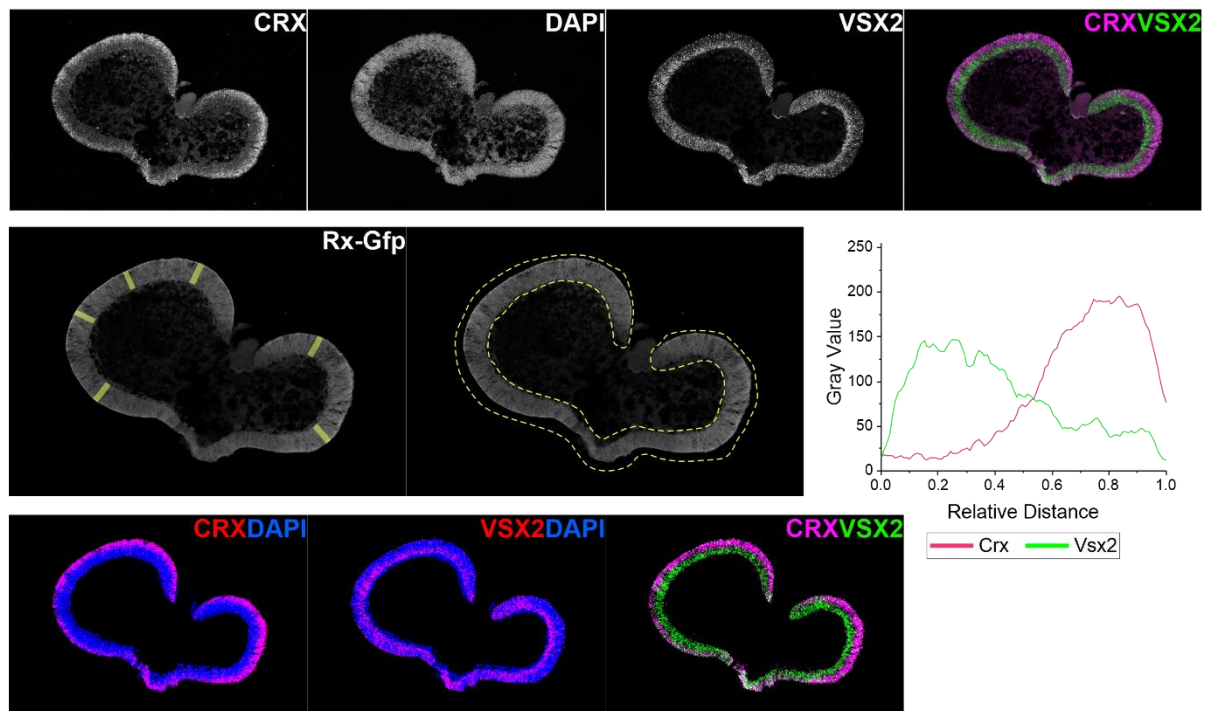 CRX
DAPI
VSX2
CRXVSX2
Rx-Gfp
250
200
150
100
50
0
Gray Value
0.0 0.2 0.4 0.6 0.8 1.0
Relative Distance
Crx Vsx2
CRXDAPI
VSX2DAPI
CRXVSX2